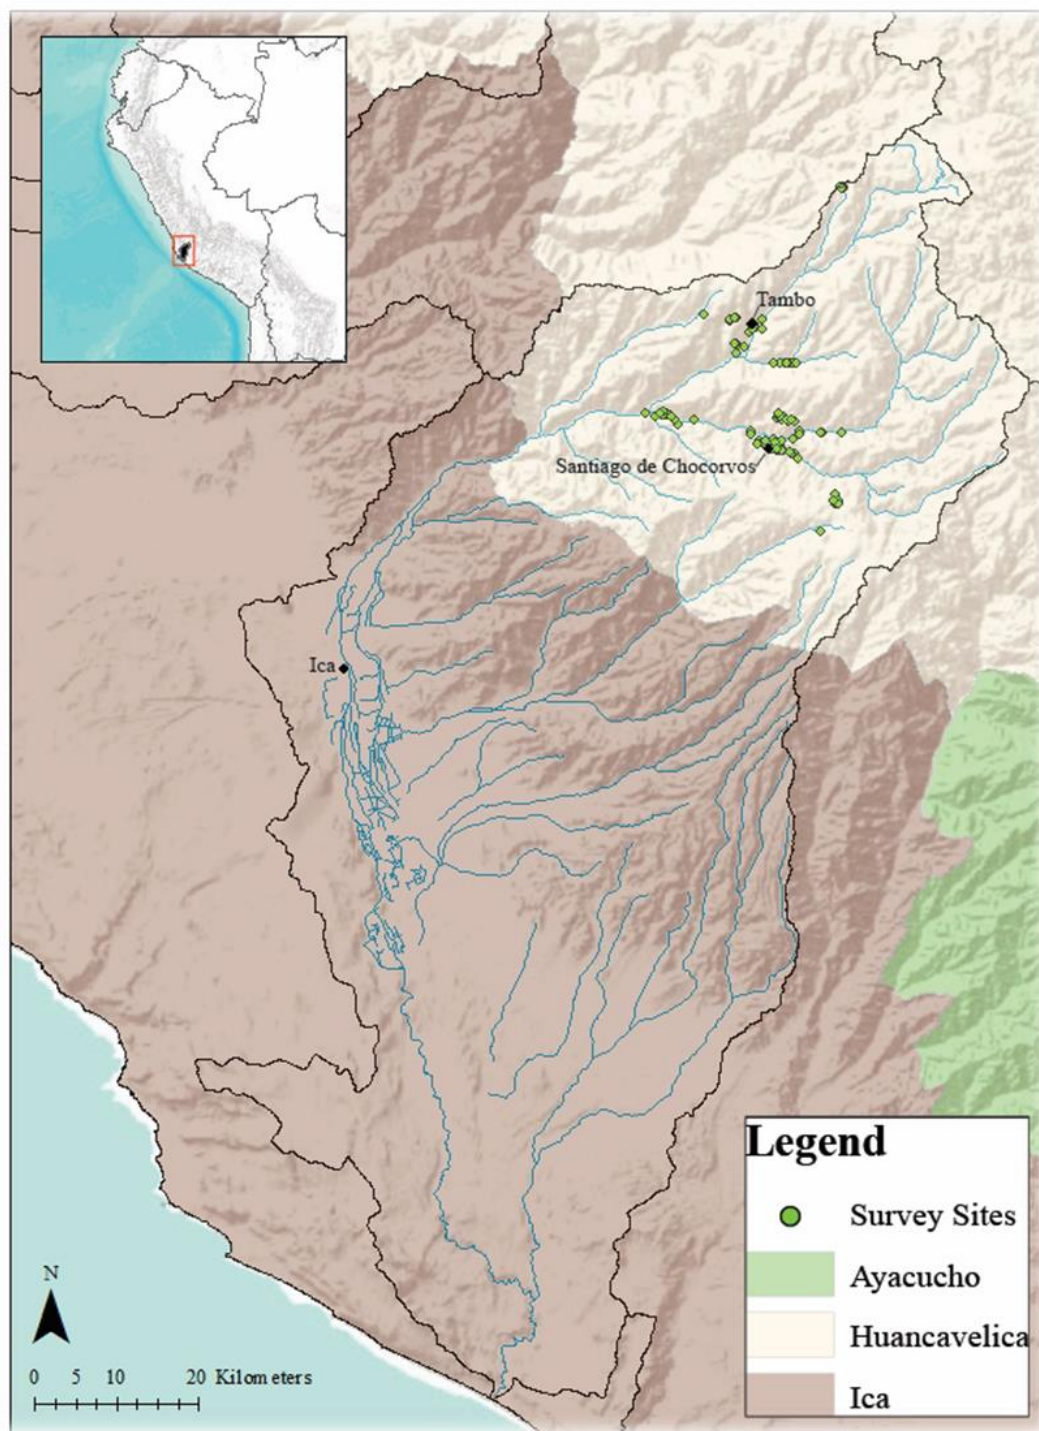 Tambo
Santiago de Chocorvos
Ica
Legend
Survey Sites
Ayacucho
Huancavelica
Ica
N
0 5 10 20 Kilometers